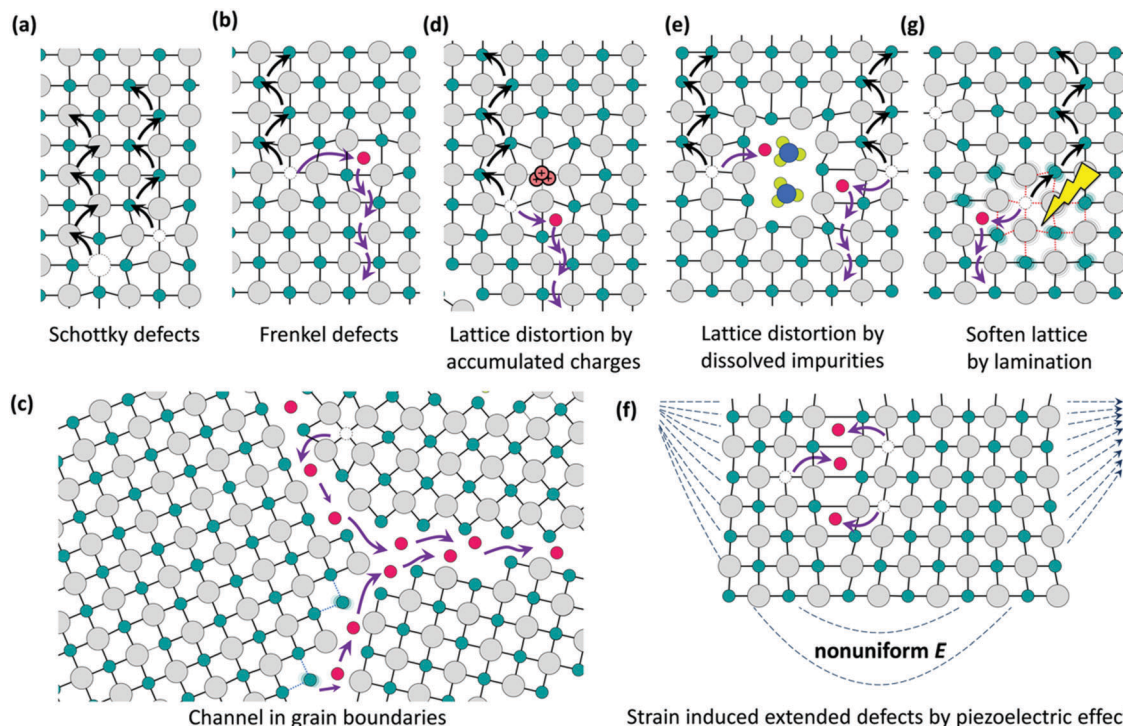 (a)
(b)
(d)
(e)
(g)
Schottky defects
Frenkel defects
Lattice distortion by
accumulated charges
Lattice distortion by
dissolved impurities
Soften lattice
by lamination
(c)
(f)
+
+ +
nonuniform E
Channel in grain boundaries
Strain induced extended defects by piezoelectric effec